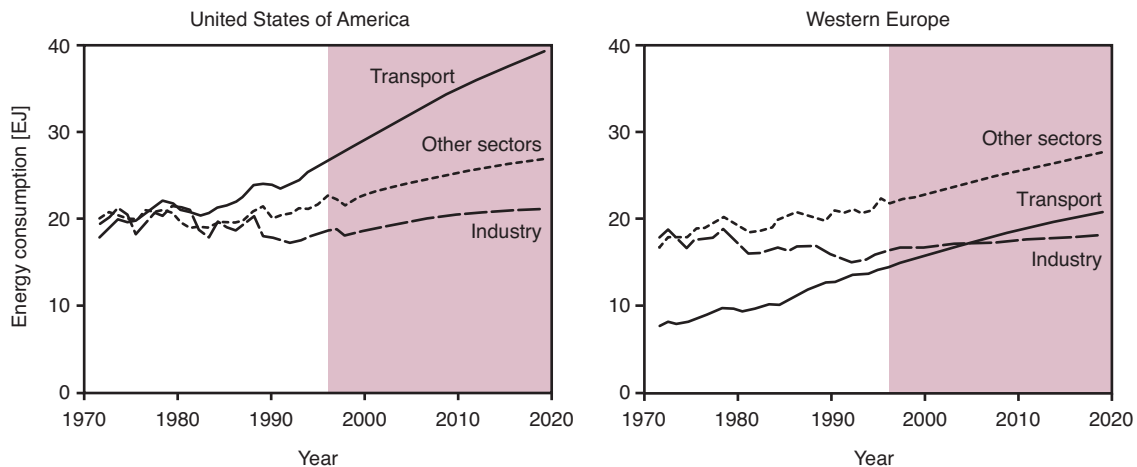 United States of America
Energy consumption [EJ]
40
30
20
10
0
Transport
Other sectors
Industry
1970
1980
1990
2000
2010
2020
Year
Western Europe
40
30
20
10
0
Other sectors
Transport
Industry
1970
1980
1990
2000
2010
2020
Year